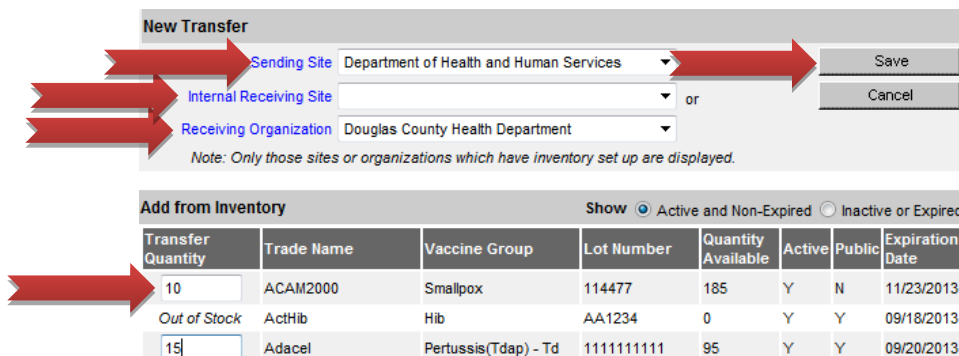 New Transfer
Sending Site Department of Health and Human Services Save
Internal Receiving Site or Cancel
Receiving Organization Douglas County Health Department
Note: Only those sites or organizations which have inventory set up are displayed.
Add from Inventory Show Active and Non-Expired Inactive or Expired
Transfer Quantity Trade Name Vaccine Group Lot Number Quantity Available Active Public Expiration Date
10 ACAM2000 Smallpox 114477 185 Y N 11/23/2013
Out of Stock ActHib Hib AA1234 0 Y Y 09/18/2013
15 Adacel Pertussis(Tdap) - Td 1111111111 95 Y Y 09/20/2013